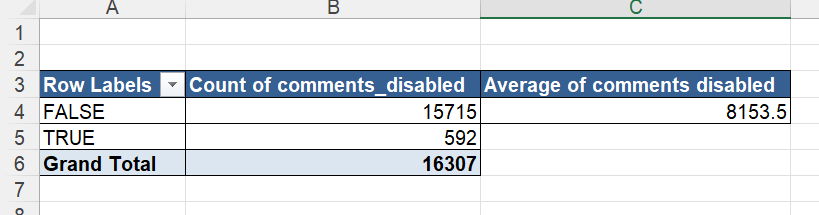 A B C
1
2
3 Row Labels Count of comments_disabled Average of comments disabled
4 FALSE 15715 8153.5
5 TRUE 592
6 Grand Total 16307
7
8